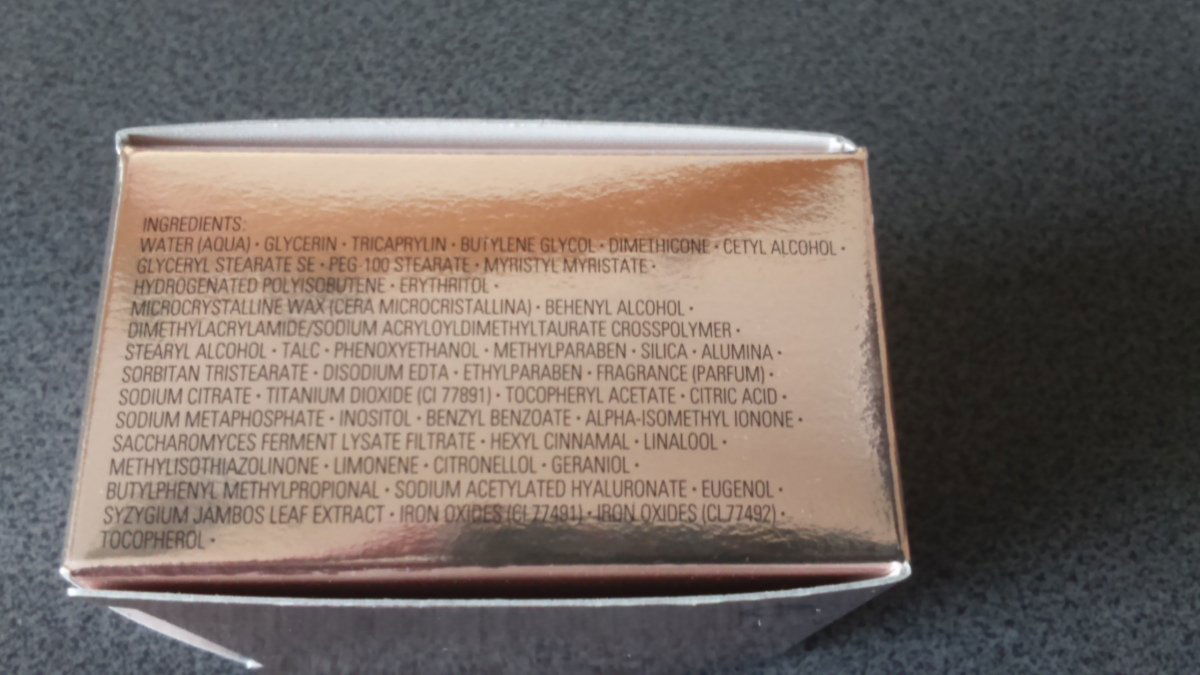 INGREDIENTS:
WATER (AQUA) • GLYCERIN • TRICAPRYLIN • BUTYLENE GLYCOL • DIMETHICONE • CETYL ALCOHOL •
GLYCERYL STEARATE SE • PEG-100 STEARATE • MYRISTYL MYRISTATE •
HYDROGENATED POLYISOBUTENE • ERYTHRITOL •
MICROCRYSTALLINE WAX (CERA MICROCRISTALLINA) • BEHENYL ALCOHOL •
DIMETHYLACRYLAMIDE/SODIUM ACRYLOYLDIMETHYLTAURATE CROSSPOLYMER •
STEARYL ALCOHOL • TALC • PHENOXYETHANOL • METHYLPARABEN • SILICA • ALUMINA •
SORBITAN TRISTEARATE • DISODIUM EDTA • ETHYLPARABEN • FRAGRANCE (PARFUM) •
SODIUM CITRATE • TITANIUM DIOXIDE (CI 77891) • TOCOPHERYL ACETATE • CITRIC ACID •
SODIUM METAPHOSPHATE • INOSITOL • BENZYL BENZOATE • ALPHA-ISOMETHYL IONONE •
SACCHAROMYCES FERMENT LYSATE FILTRATE • HEXYL CINNAMAL • LINALOOL •
METHYLISOTHIAZOLINONE • LIMONENE • CITRONELLOL • GERANIOL •
BUTYLPHENYL METHYLPROPIONAL • SODIUM ACETYLATED HYALURONATE • EUGENOL •
SYZYGIUM JAMBOS LEAF EXTRACT • IRON OXIDES (CI 77491) • IRON OXIDES (CI 77492) •
TOCOPHEROL •